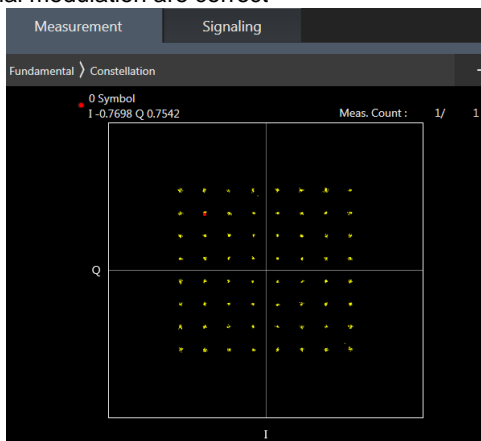 al modulation are correct
Measurement Signaling
Fundamental 〉 Constellation
0 Symbol
I -0.7698 Q 0.7542 Meas. Count : 1/ 1
Q
I